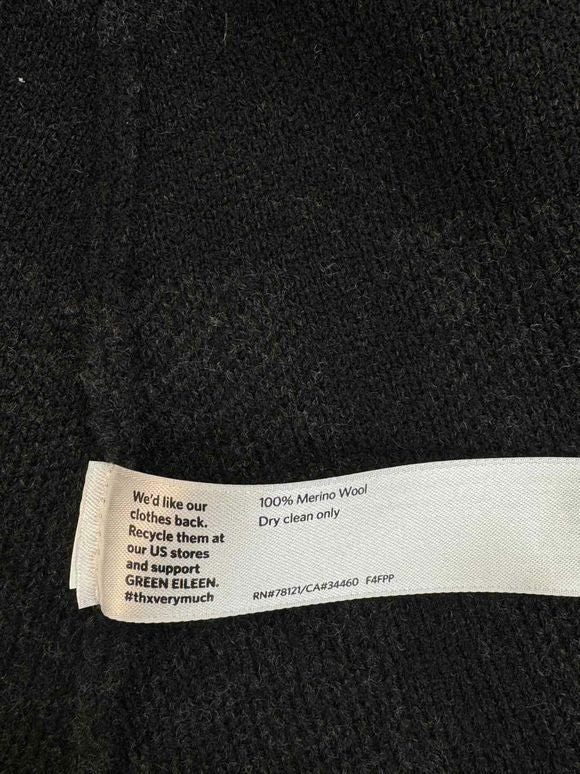 We'd like our
clothes back.
Recycle them at
our US stores
and support
GREEN EILEEN.
#thxverymuch
100% Merino Wool
Dry clean only
RN#78121/CA#34460 F4FPP